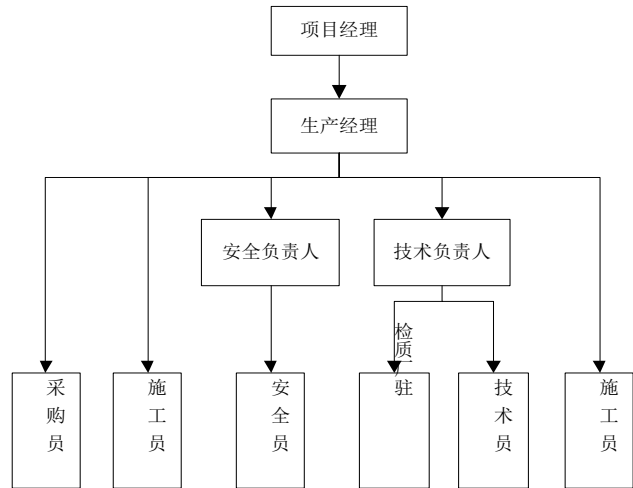 项目经理
生产经理
安全负责人
技术负责人
采购员
施工员
安全员
驻厂质检
技术员
施工员